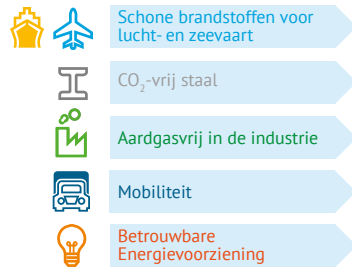 Schone brandstoffen voor
lucht- en zeevaart
CO₂-vrij staal
Aardgasvrij in de industrie
Mobiliteit
Betrouwbare
Energievoorziening